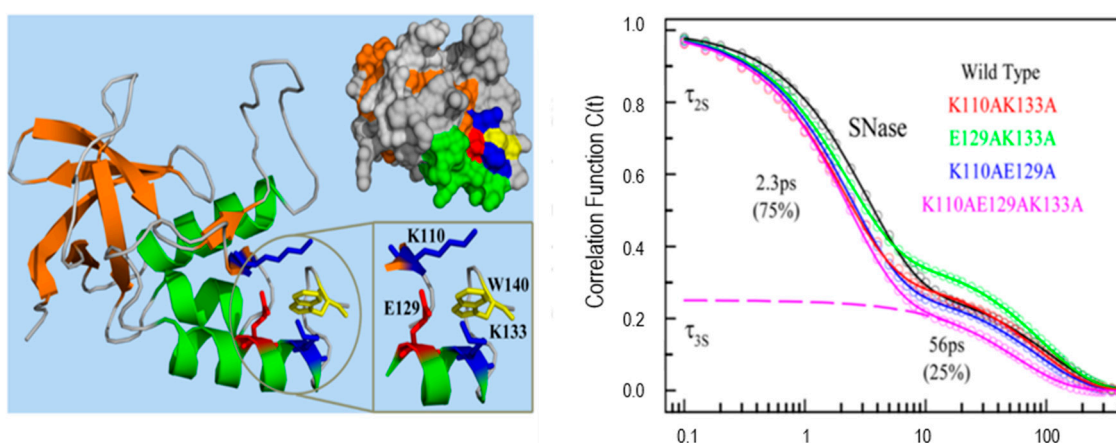 K110
E129
W140
K133
Correlation Function C(t)
1.0
0.8
0.6
0.4
0.2
0.0
τ2S
τ3S
SNase
2.3ps
(75%)
56ps
(25%)
Wild Type
K110AK133A
E129AK133A
K110AE129A
K110AE129AK133A
0.1
1
10
100